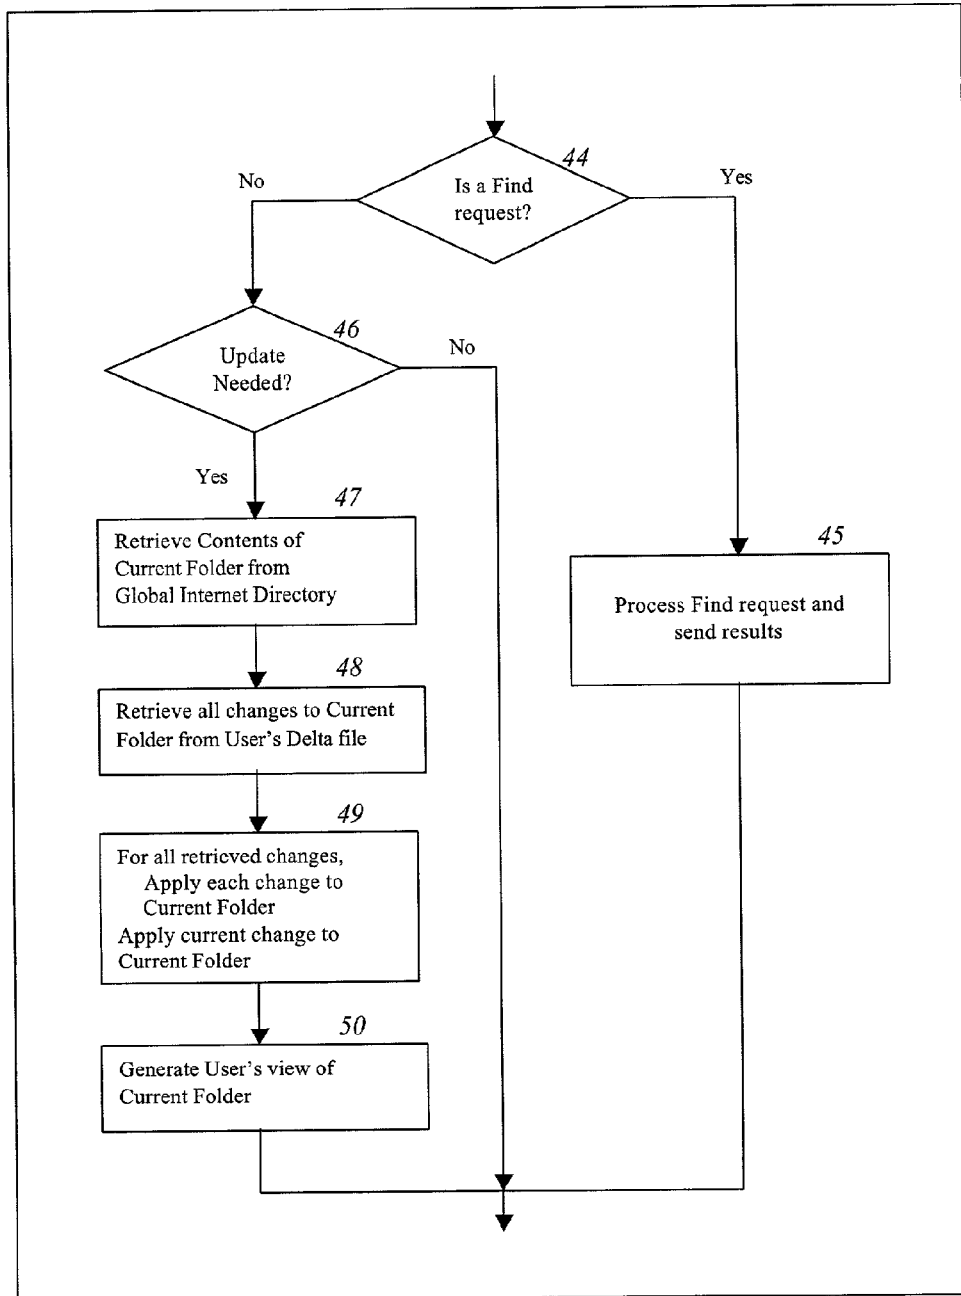 44
Is a Find
request?
No
Yes
46
Update
Needed?
No
Yes
47
Retrieve Contents of
Current Folder from
Global Internet Directory
45
Process Find request and
send results
48
Retrieve all changes to Current
Folder from User's Delta file
49
For all retrieved changes,
Apply each change to
Current Folder
Apply current change to
Current Folder
50
Generate User's view of
Current Folder